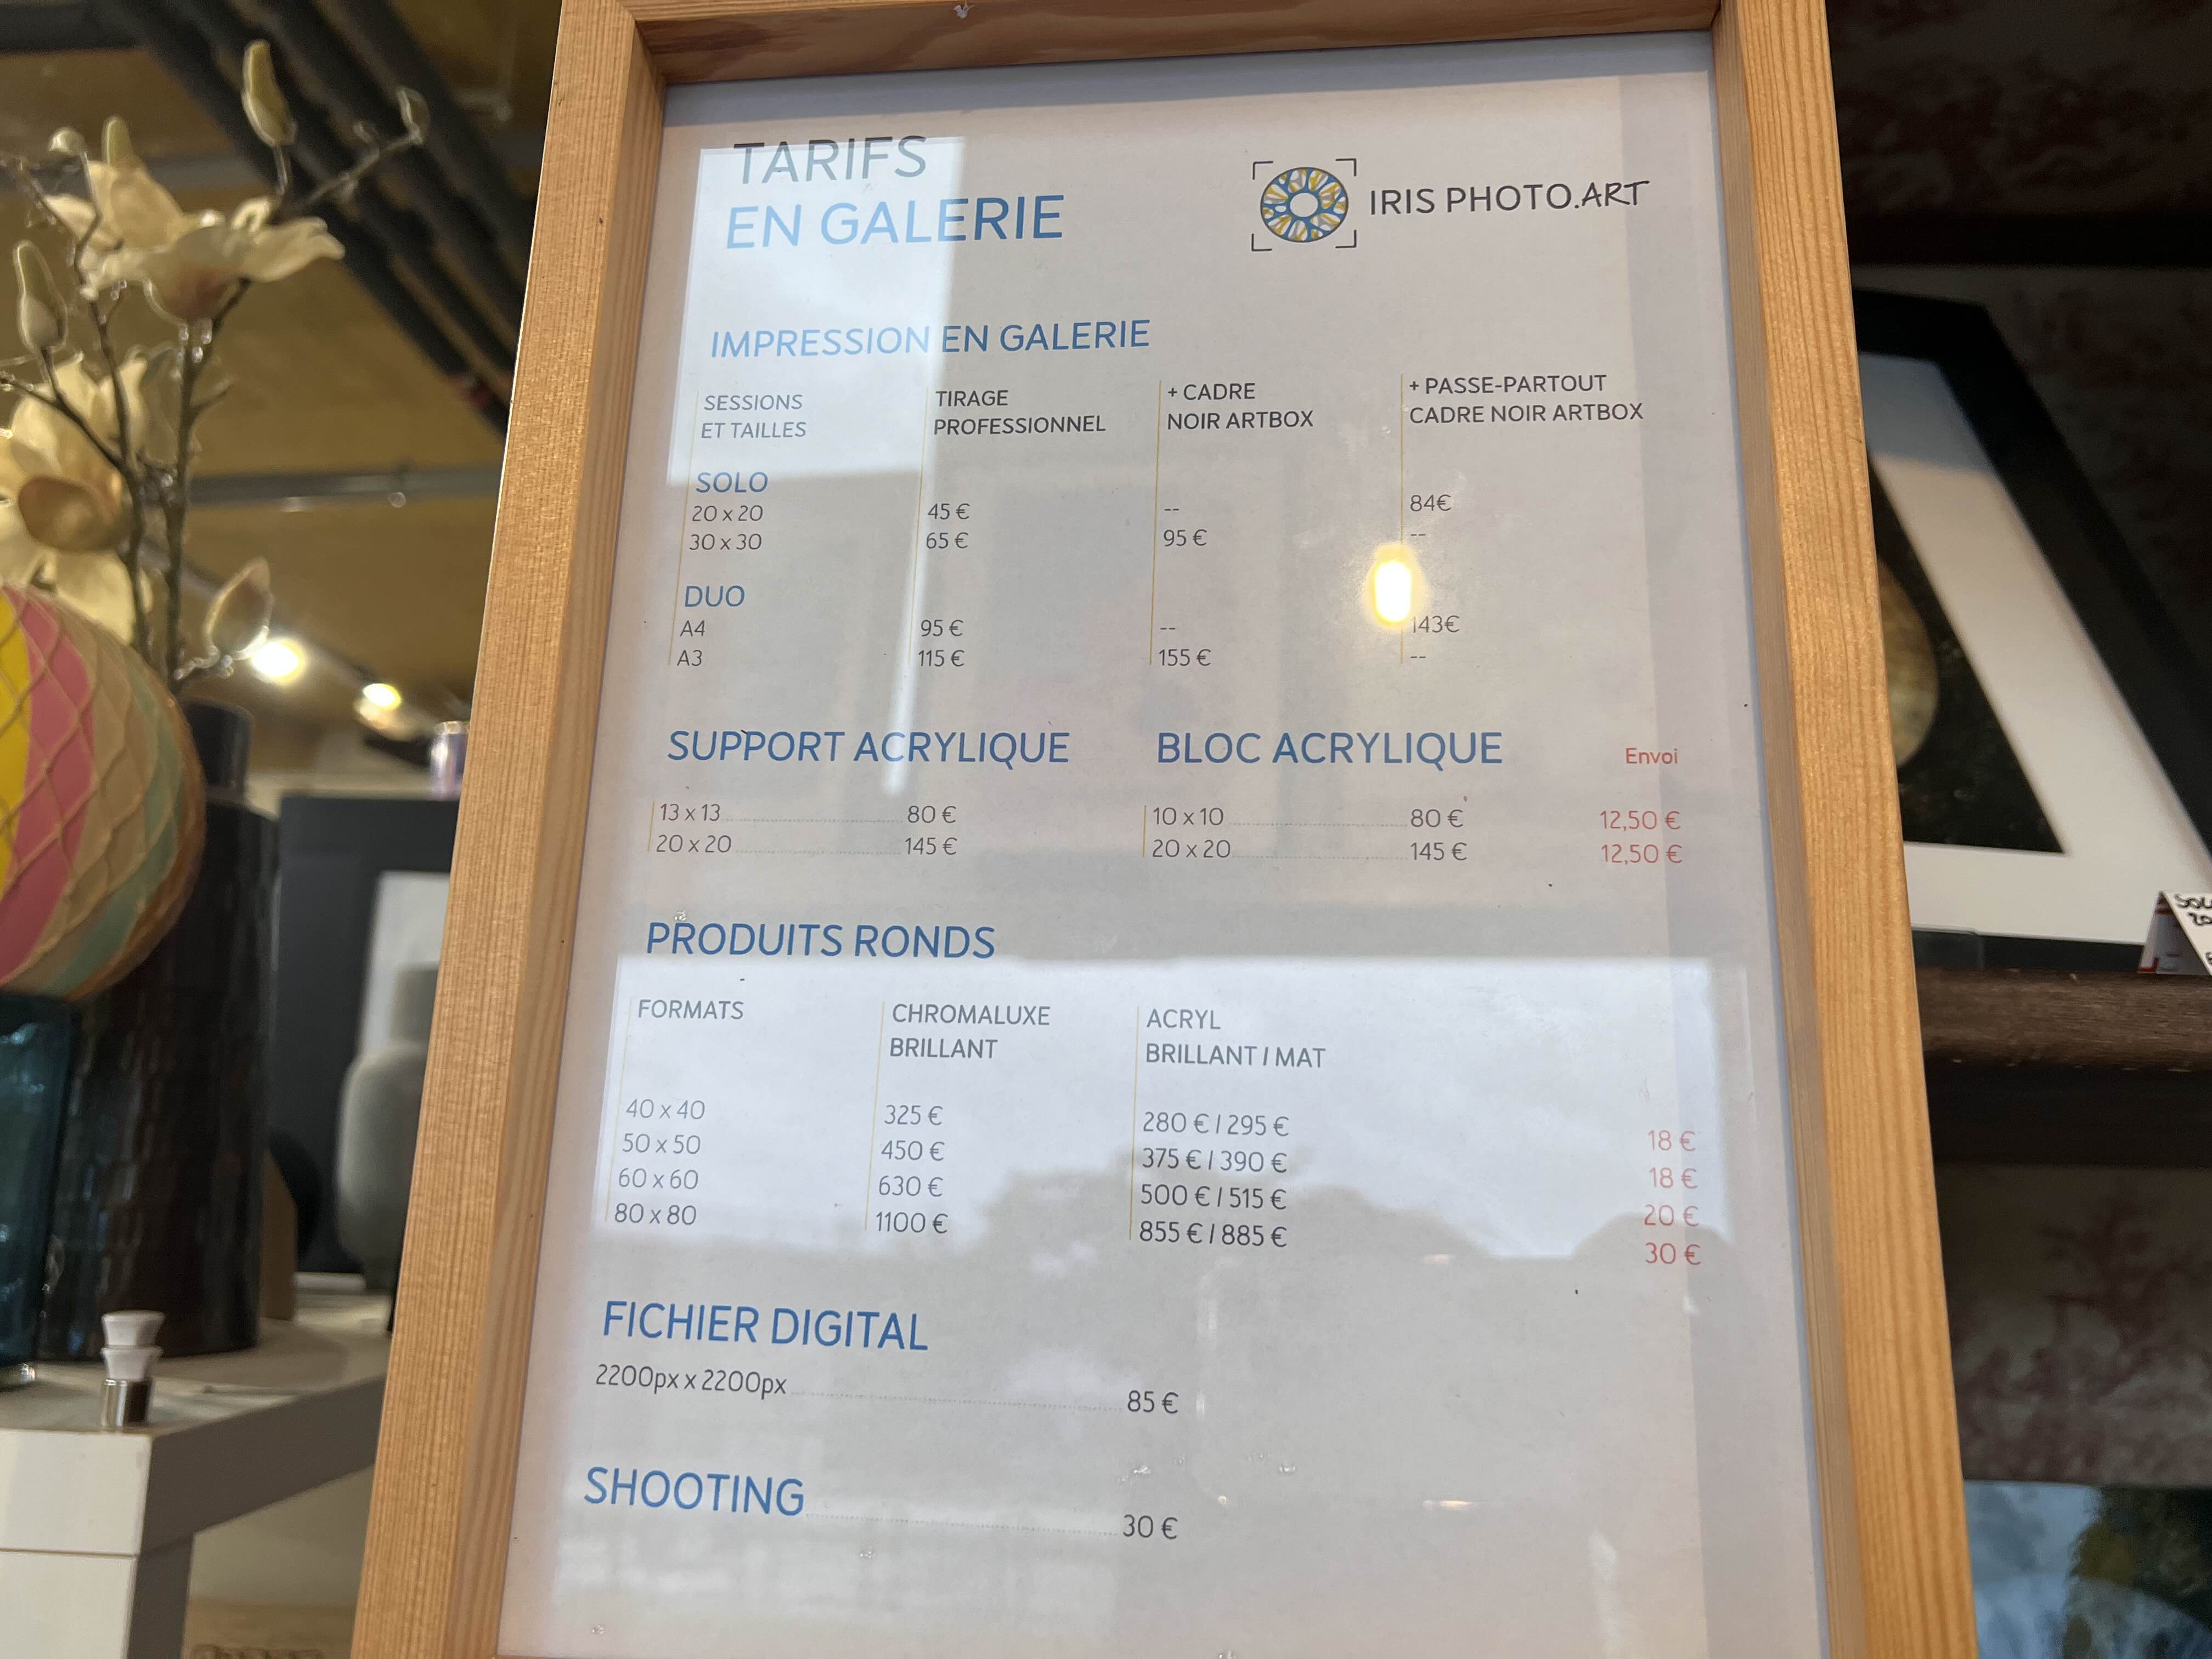 TARIFS
EN GALERIE
IRIS PHOTO.ART
IMPRESSION EN GALERIE
SESSIONS ET TAILLES | TIRAGE PROFESSIONNEL | + CADRE NOIR ARTBOX | + PASSE-PARTOUT CADRE NOIR ARTBOX
SOLO
20 x 20 45 € -- 84€
30 x 30 65 € 95 € --
DUO
A4 95 € -- 143€
A3 115 € 155 € --
SUPPORT ACRYLIQUE
13 x 13 80 €
20 x 20 145 €
BLOC ACRYLIQUE Envoi
10 x 10 80 € 12,50 €
20 x 20 145 € 12,50 €
PRODUITS RONDS
FORMATS | CHROMALUXE BRILLANT | ACRYL BRILLANT / MAT
40 x 40 325 € 280 € / 295 € 18 €
50 x 50 450 € 375 € / 390 € 18 €
60 x 60 630 € 500 € / 515 € 20 €
80 x 80 1100 € 855 € / 885 € 30 €
FICHIER DIGITAL
2200px x 2200px 85 €
SHOOTING 30 €